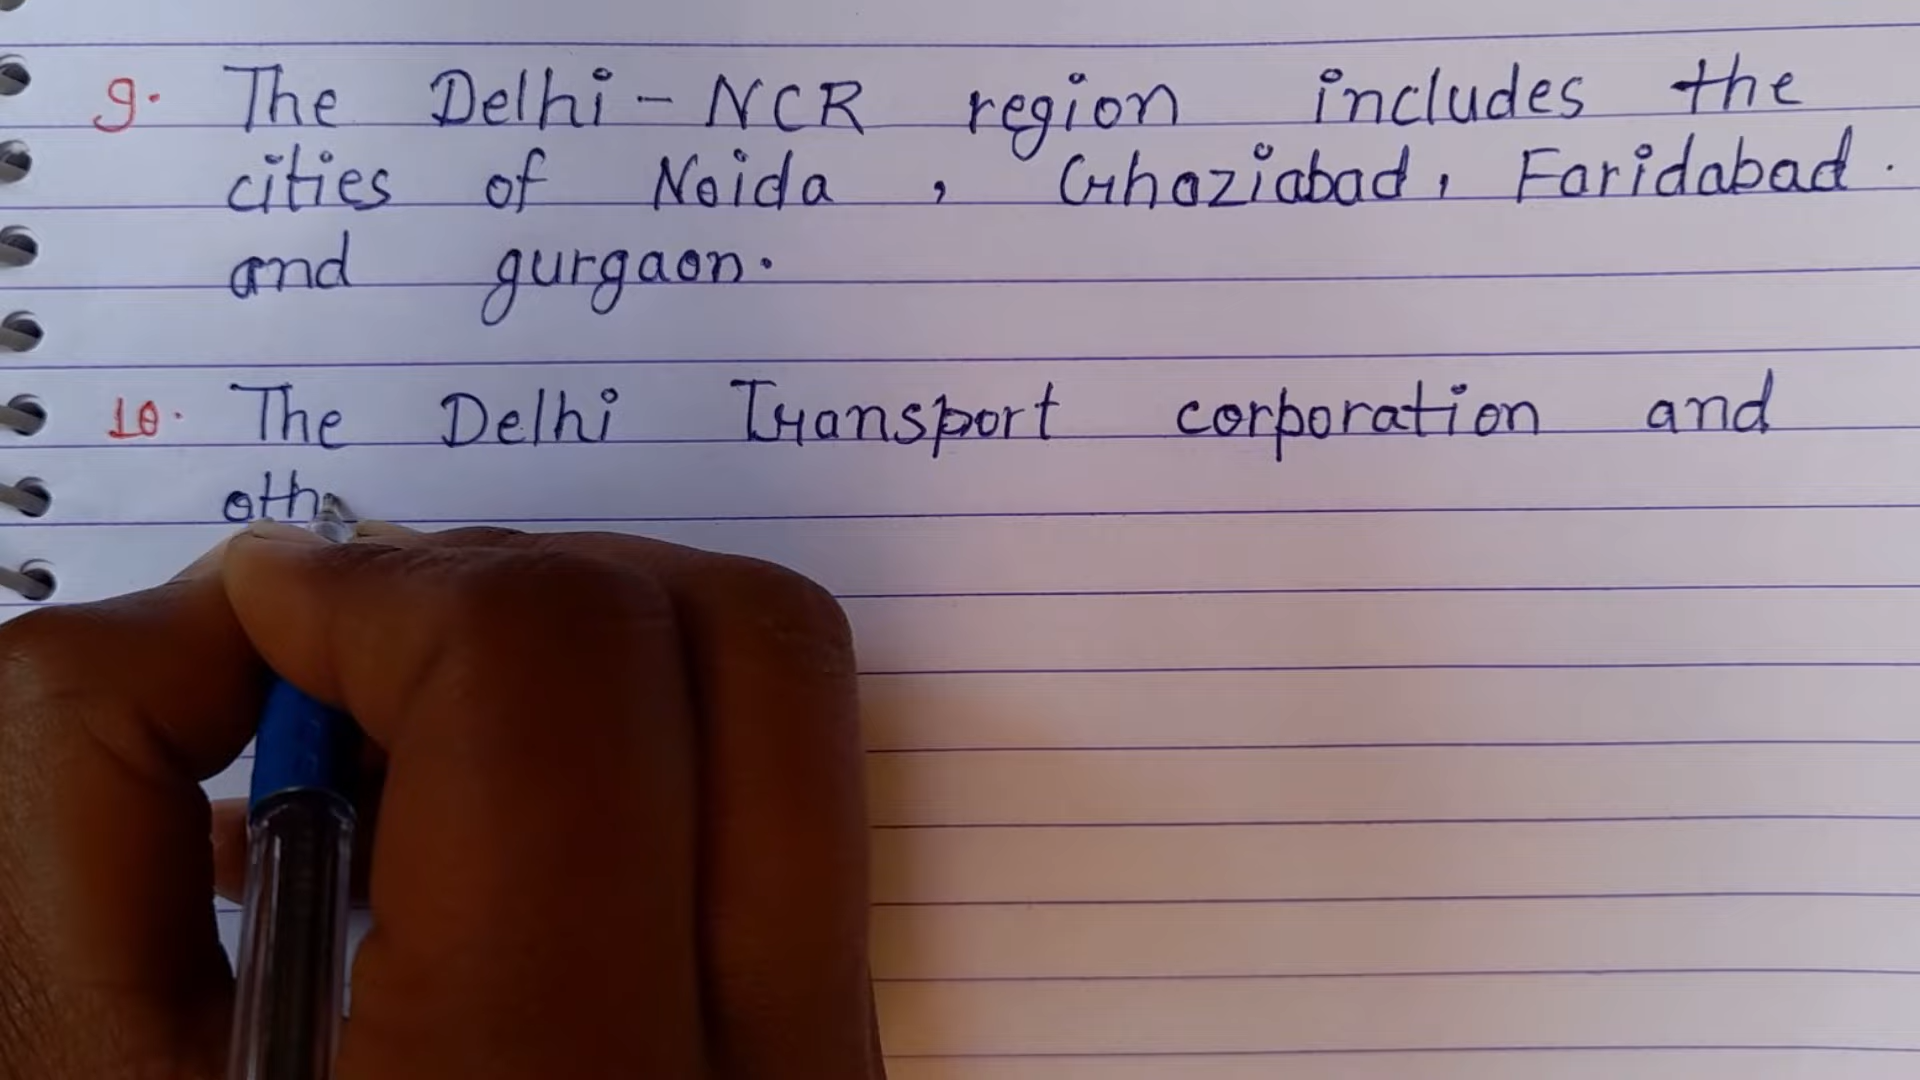 9. The Delhi - NCR region includes the
cities of Noida , Ghaziabad, Faridabad.
and gurgaon.
10. The Delhi Transport corporation and
oth